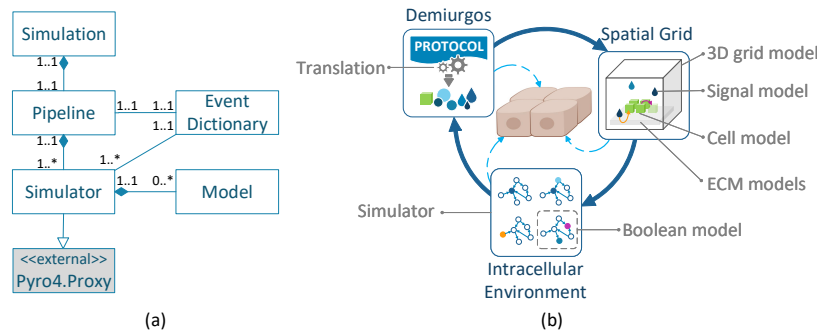 Simulation
1..1
1..1
Pipeline
1..1
1..1
Event
Dictionary
1..1
1..1
1..*
1..*
Simulator
1..1
0..*
Model
<<external>>
Pyro4.Proxy
(a)
Demiurgos
PROTOCOL
Translation
Spatial Grid
3D grid model
Signal model
Cell model
ECM models
Simulator
Boolean model
Intracellular
Environment
(b)